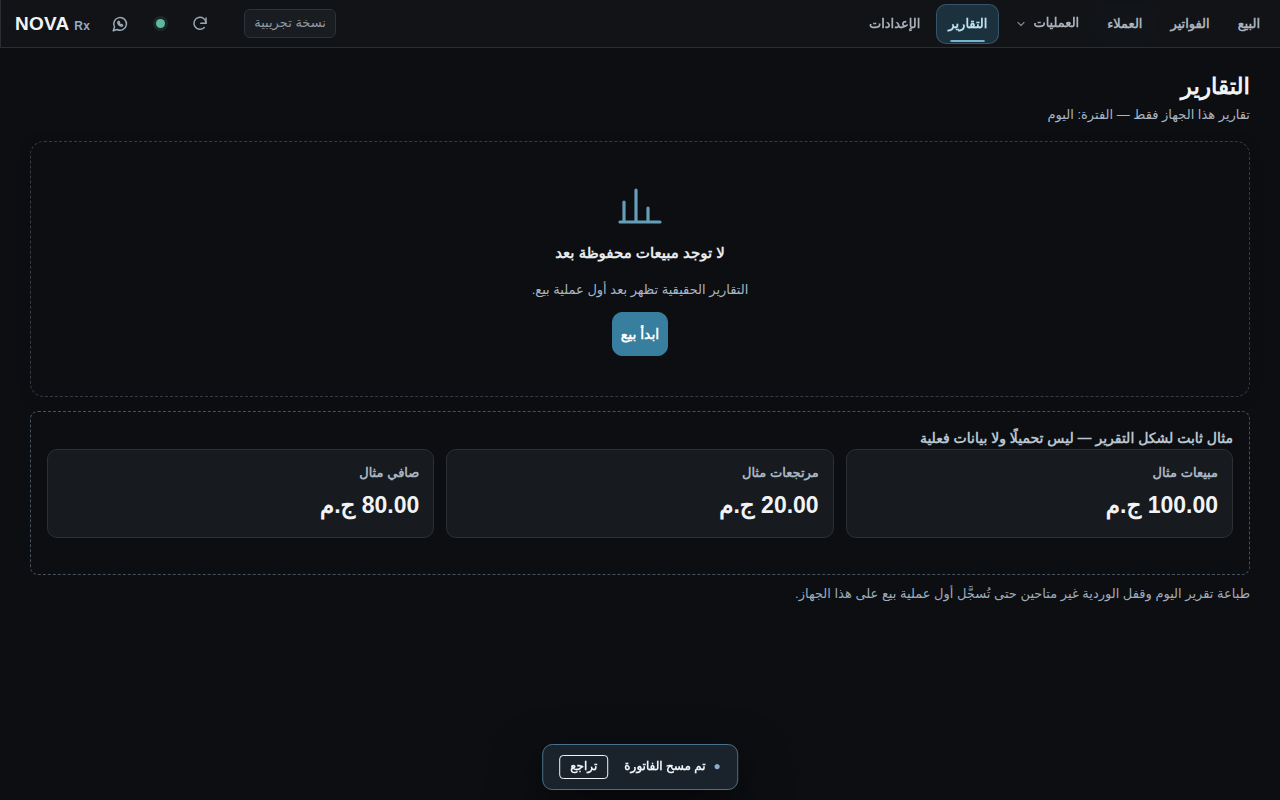 البيع
الفواتير
العملاء
العمليات
التقارير
الإعدادات
نسخة تجريبية
NOVA Rx
التقارير
تقارير هذا الجهاز فقط — الفترة: اليوم
لا توجد مبيعات محفوظة بعد
التقارير الحقيقية تظهر بعد أول عملية بيع.
ابدأ بيع
مثال ثابت لشكل التقرير — ليس تحميلًا ولا بيانات فعلية
مبيعات مثال
100.00 ج.م
مرتجعات مثال
20.00 ج.م
صافي مثال
80.00 ج.م
طباعة تقرير اليوم وقفل الوردية غير متاحين حتى تُسجَّل أول عملية بيع على هذا الجهاز.
تم مسح الفاتورة
تراجع